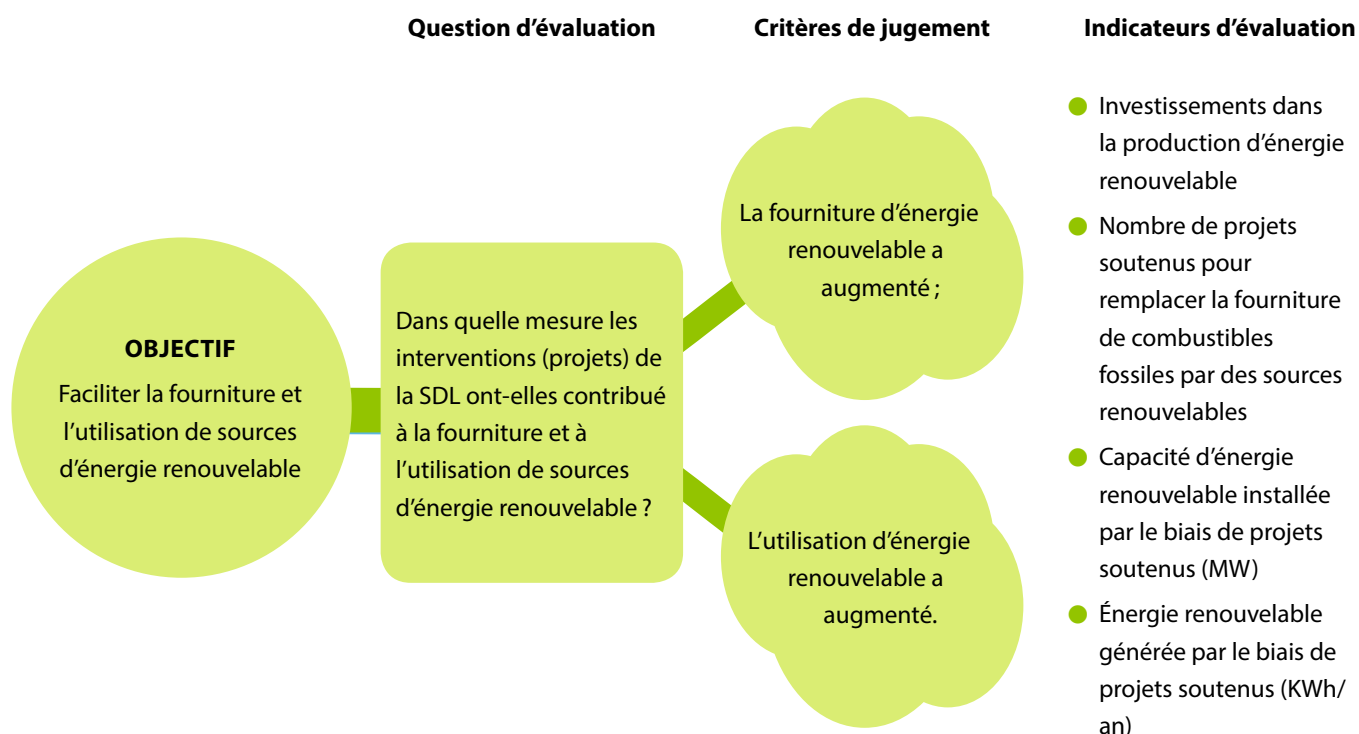 Question d’évaluation
Critères de jugement
Indicateurs d’évaluation
OBJECTIF
Faciliter la fourniture et
l’utilisation de sources
d’énergie renouvelable
Dans quelle mesure les
interventions (projets) de
la SDL ont-elles contribué
à la fourniture et à
l’utilisation de sources
d’énergie renouvelable ?
La fourniture d’énergie
renouvelable a
augmenté ;
L’utilisation d’énergie
renouvelable a
augmenté.
Investissements dans
la production d’énergie
renouvelable
Nombre de projets
soutenus pour
remplacer la fourniture
de combustibles
fossiles par des sources
renouvelables
Capacité d’énergie
renouvelable installée
par le biais de projets
soutenus (MW)
Énergie renouvelable
générée par le biais de
projets soutenus (KWh/
an)